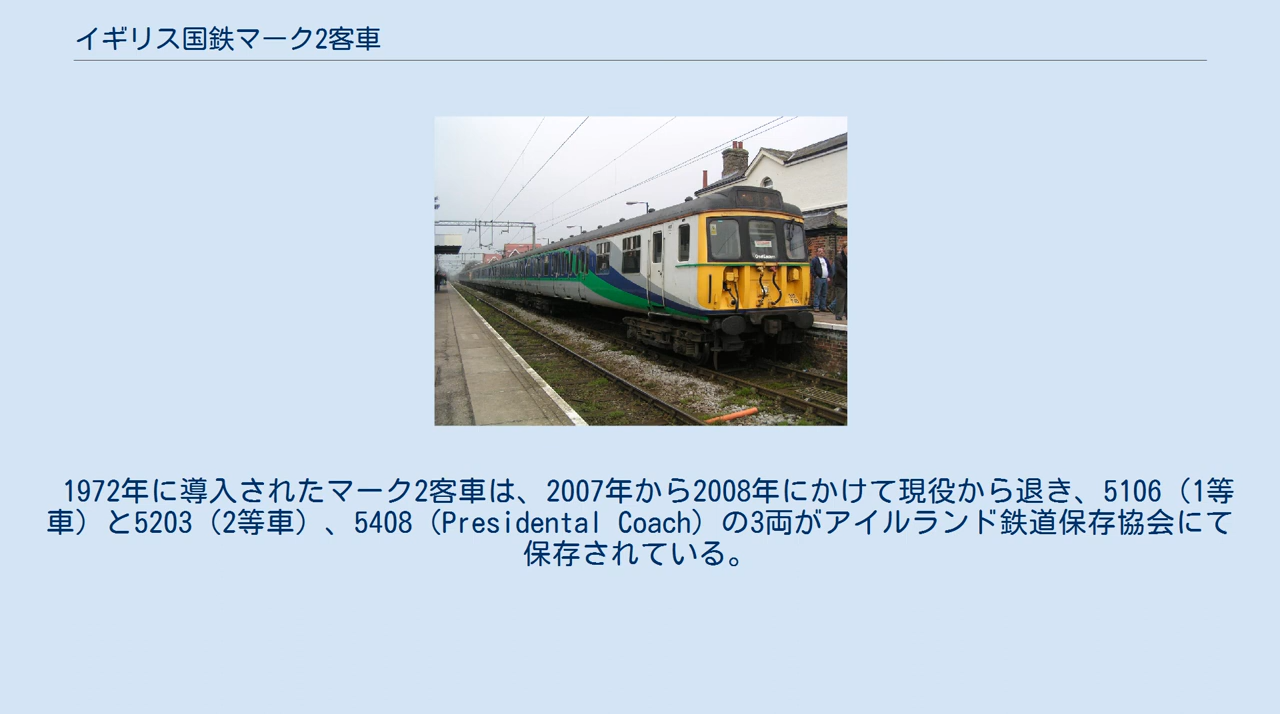 イギリス国鉄マーク2客車
1972年に導入されたマーク2客車は、2007年から2008年にかけて現役から退き、5106（1等
車）と5203（2等車）、5408（Presidental Coach）の3両がアイルランド鉄道保存協会にて
保存されている。